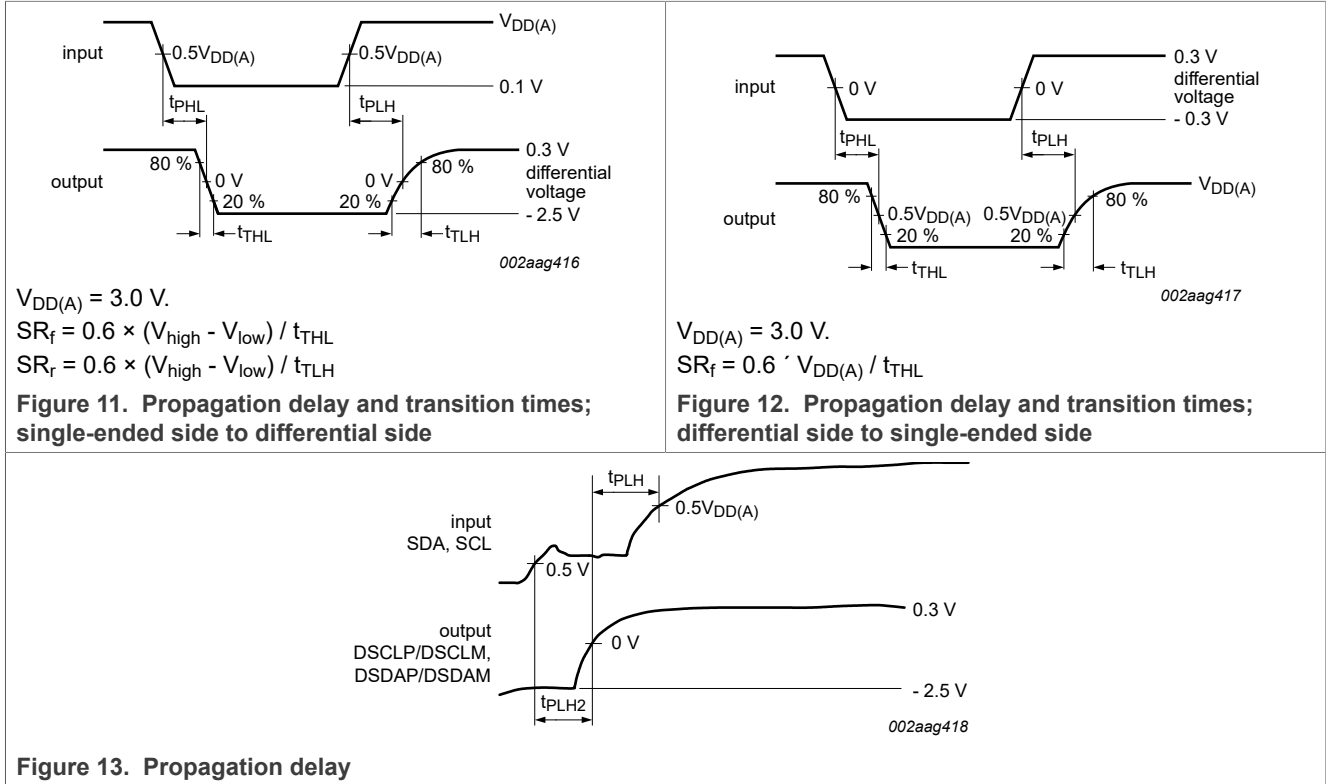 V_DD(A)
input
0.5V_DD(A)
0.5V_DD(A)
0.1 V
t_PHL
t_PLH
output
80 %
0 V
20 %
0 V
20 %
80 %
0.3 V
differential
voltage
- 2.5 V
t_THL
t_TLH
002aag416
V_DD(A) = 3.0 V.
SR_f = 0.6 × (V_high - V_low) / t_THL
SR_r = 0.6 × (V_high - V_low) / t_TLH
Figure 11. Propagation delay and transition times;
single-ended side to differential side
input
0 V
0 V
0.3 V
differential
voltage
- 0.3 V
t_PHL
t_PLH
output
80 %
0.5V_DD(A)
20 %
0.5V_DD(A)
20 %
80 %
V_DD(A)
t_THL
t_TLH
002aag417
V_DD(A) = 3.0 V.
SR_f = 0.6 ´ V_DD(A) / t_THL
Figure 12. Propagation delay and transition times;
differential side to single-ended side
t_PLH
input
SDA, SCL
0.5V_DD(A)
0.5 V
output
DSCLP/DSCLM,
DSDAP/DSDAM
0 V
0.3 V
- 2.5 V
t_PLH2
002aag418
Figure 13. Propagation delay